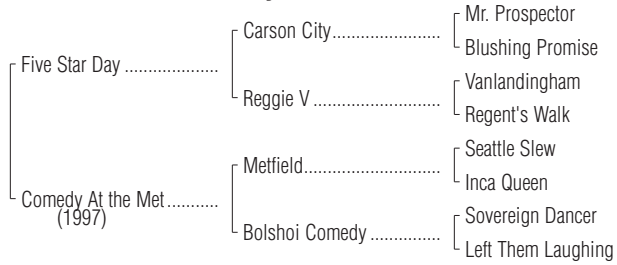 Mr. Prospector
Carson City.......................
Blushing Promise
Five Star Day ....................
Vanlandingham
Reggie V ...........................
Regent's Walk
Seattle Slew
Metfield.............................
Inca Queen
Comedy At the Met...........
(1997)
Sovereign Dancer
Bolshoi Comedy ...............
Left Them Laughing